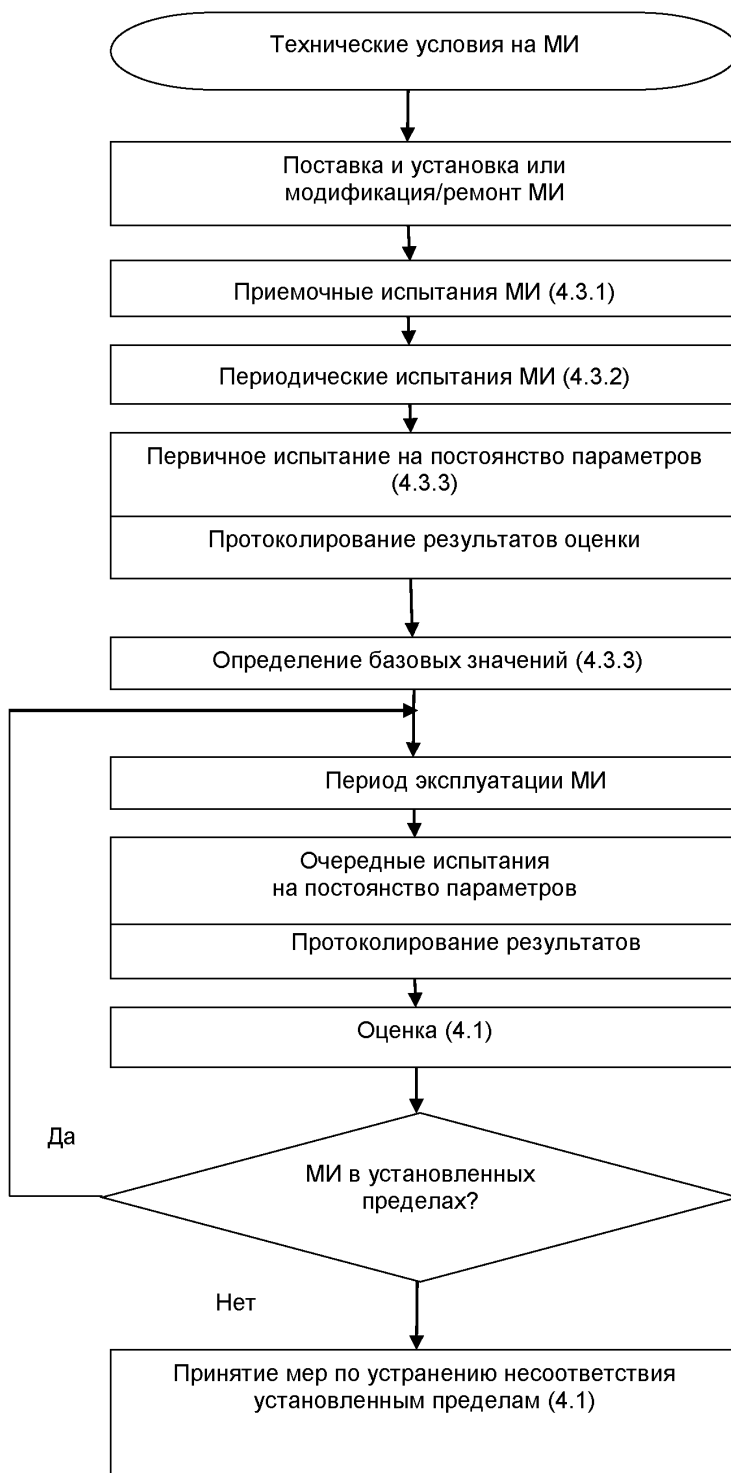 Технические условия на МИ
Поставка и установка или
модификация/ремонт МИ
Приемочные испытания МИ (4.3.1)
Периодические испытания МИ (4.3.2)
Первичное испытание на постоянство параметров
(4.3.3)
Протоколирование результатов оценки
Определение базовых значений (4.3.3)
Период эксплуатации МИ
Очередные испытания
на постоянство параметров
Протоколирование результатов
Оценка (4.1)
Да
МИ в установленных
пределах?
Нет
Принятие мер по устранению несоответствия
установленным пределам (4.1)